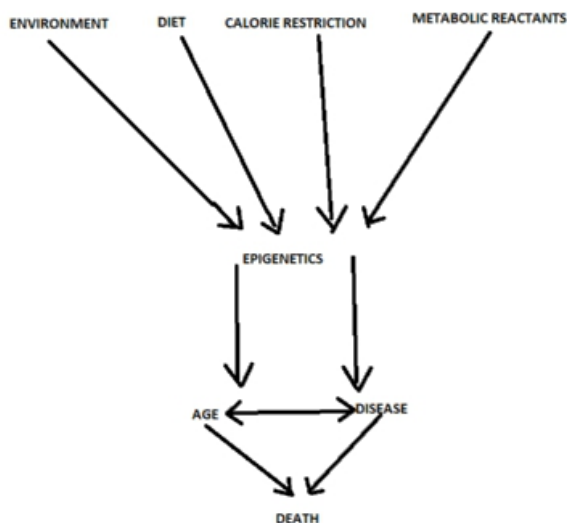 ENVIRONMENT DIET CALORIE RESTRICTION METABOLIC REACTANTS
EPIGENETICS
AGE DISEASE
DEATH